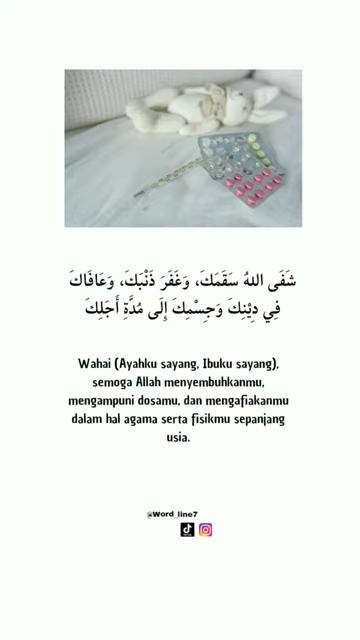 شَفَى اللهُ سَقَمَكَ، وَغَفَرَ ذَنْبَكَ، وَعَافَاكَ
فِي دِيْنِكَ وَجِسْمِكَ إِلَى مُدَّةِ أَجَلِكَ
Wahai (Ayahku sayang, Ibuku sayang),
semoga Allah menyembuhkanmu,
mengampuni dosamu, dan mengafiakanmu
dalam hal agama serta fisikmu sepanjang
usia.
@Word_line7